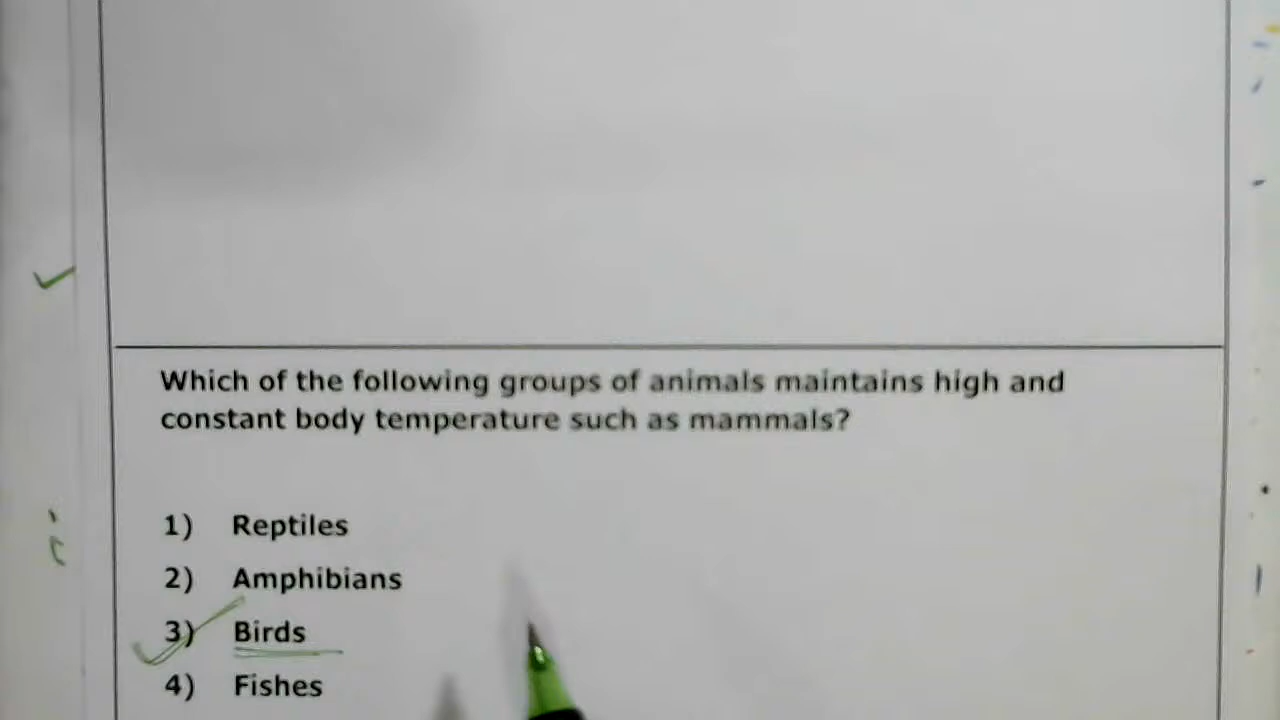 Which of the following groups of animals maintains high and
constant body temperature such as mammals?
1) Reptiles
2) Amphibians
3) Birds
4) Fishes